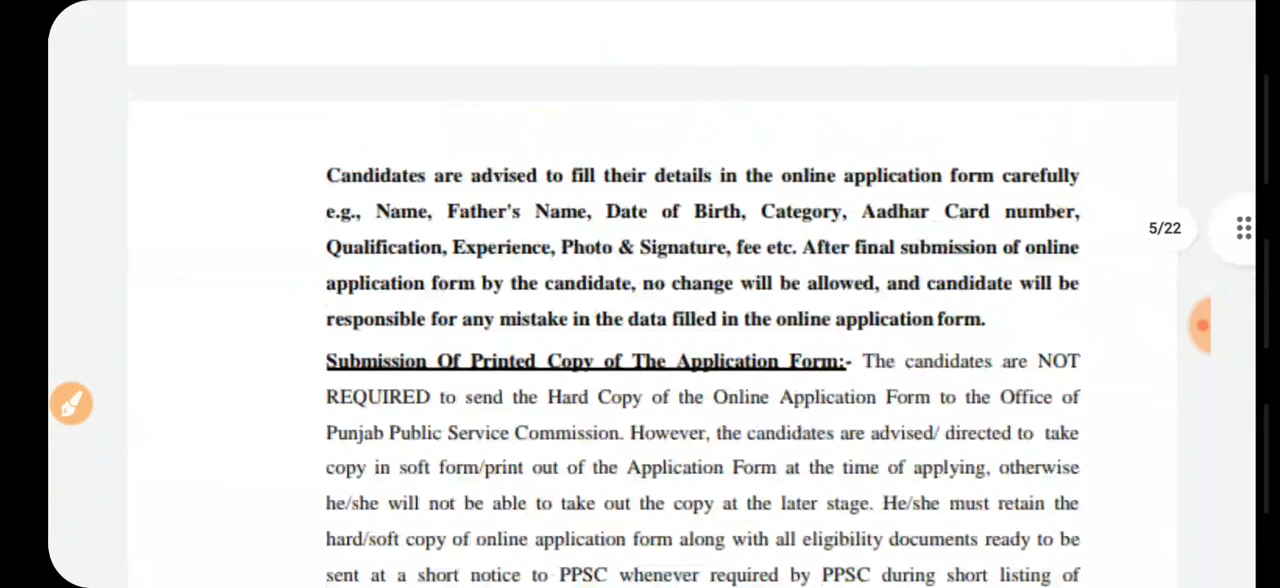 Candidates are advised to fill their details in the online application form carefully
e.g., Name, Father's Name, Date of Birth, Category, Aadhar Card number,
Qualification, Experience, Photo & Signature, fee etc. After final submission of online
application form by the candidate, no change will be allowed, and candidate will be
responsible for any mistake in the data filled in the online application form.
Submission Of Printed Copy of The Application Form:- The candidates are NOT
REQUIRED to send the Hard Copy of the Online Application Form to the Office of
Punjab Public Service Commission. However, the candidates are advised/ directed to take
copy in soft form/print out of the Application Form at the time of applying, otherwise
he/she will not be able to take out the copy at the later stage. He/she must retain the
hard/soft copy of online application form along with all eligibility documents ready to be
sent at a short notice to PPSC whenever required by PPSC during short listing of
5/22